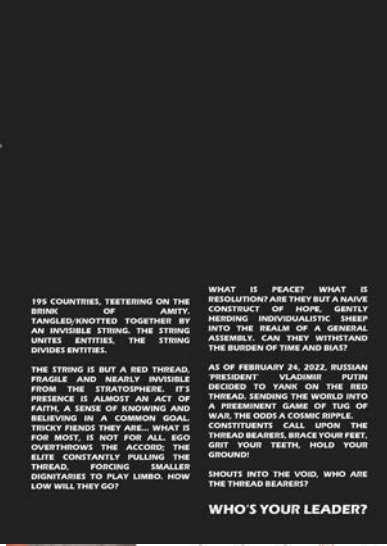 195 COUNTRIES, TEETERING ON THE
BRINK OF AMITY.
TANGLED/KNOTTED TOGETHER BY
AN INVISIBLE STRING. THE STRING
UNITES ENTITIES, THE STRING
DIVIDES ENTITIES.
THE STRING IS BUT A RED THREAD,
FRAGILE AND NEARLY INVISIBLE
FROM THE STRATOSPHERE. IT'S
PRESENCE IS ALMOST AN ACT OF
FAITH, A SENSE OF KNOWING AND
BELIEVING IN A COMMON GOAL.
TRICKY FIENDS THEY ARE... WHAT IS
FOR MOST, IS NOT FOR ALL. EGO
OVERTHROWS THE ACCORD; THE
ELITE CONSTANTLY PULLING THE
THREAD, FORCING SMALLER
DIGNITARIES TO PLAY LIMBO. HOW
LOW WILL THEY GO?
WHAT IS PEACE? WHAT IS
RESOLUTION? ARE THEY BUT A NAIVE
CONSTRUCT OF HOPE, GENTLY
HERDING INDIVIDUALISTIC SHEEP
INTO THE REALM OF A GENERAL
ASSEMBLY. CAN THEY WITHSTAND
THE BURDEN OF TIME AND BIAS?
AS OF FEBRUARY 24, 2022, RUSSIAN
'PRESIDENT' VLADIMIR PUTIN
DECIDED TO YANK ON THE RED
THREAD. SENDING THE WORLD INTO
A PREEMINENT GAME OF TUG OF
WAR, THE ODDS A COSMIC RIPPLE.
CONSTITUENTS CALL UPON THE
THREAD BEARERS, BRACE YOUR FEET,
GRIT YOUR TEETH, HOLD YOUR
GROUND!
SHOUTS INTO THE VOID, WHO ARE
THE THREAD BEARERS?
WHO'S YOUR LEADER?